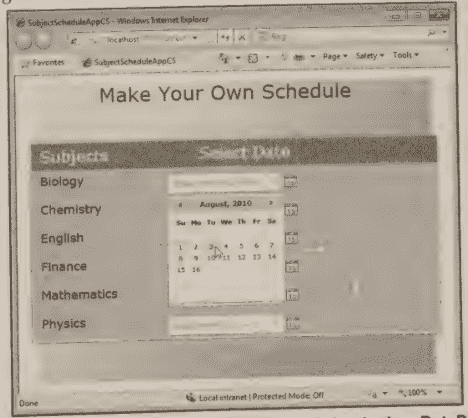 SubjectScheduleAppCS - Windows Internet Explorer
localhost
Favorites SubjectScheduleAppCS Page Safety Tools
Make Your Own Schedule
Subjects Select Date
Biology
August, 2010
Chemistry
Su Mo Tu We Th Fr Sa
English
1 2 3 4 5 6 7
8 9 10 11 12 13 14
Finance
15 16
Mathematics
Physics
Done Local intranet | Protected Mode: Off 100%